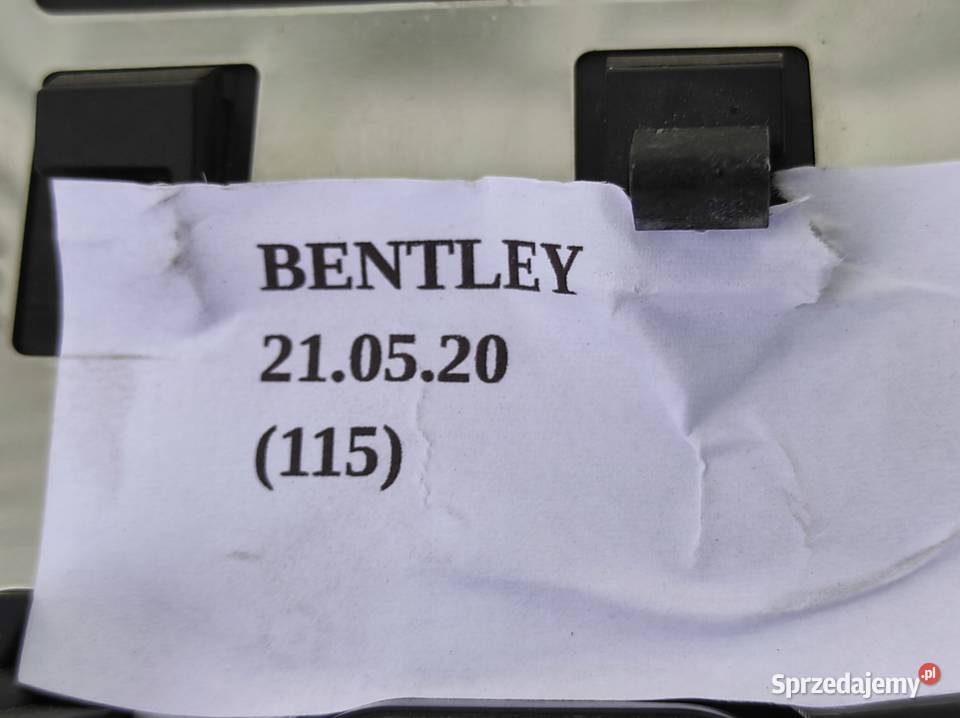 BENTLEY
21.05.20
(115)
Sprzedajemy.pl